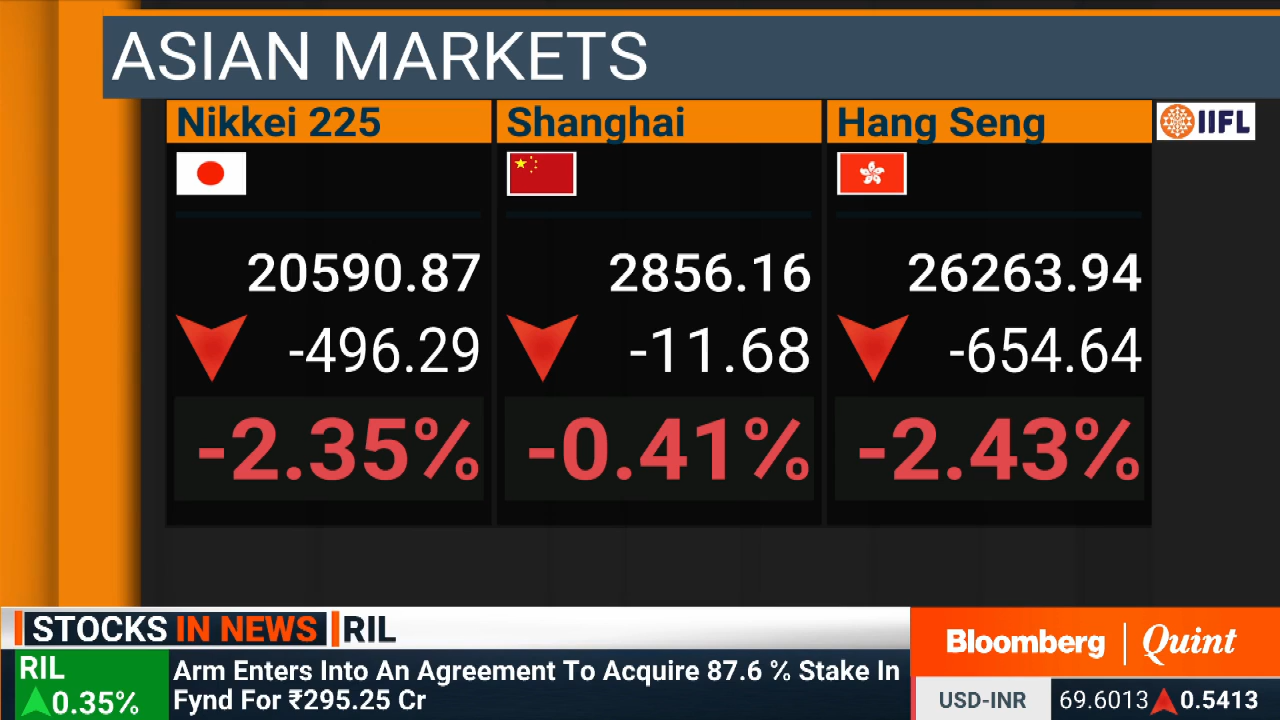 ASIAN MARKETS
Nikkei 225
20590.87
-496.29
-2.35%
Shanghai
2856.16
-11.68
-0.41%
Hang Seng
26263.94
-654.64
-2.43%
IIFL
STOCKS IN NEWS RIL
RIL
0.35%
Arm Enters Into An Agreement To Acquire 87.6 % Stake In
Fynd For ₹295.25 Cr
Bloomberg | Quint
USD-INR 69.6013 0.5413